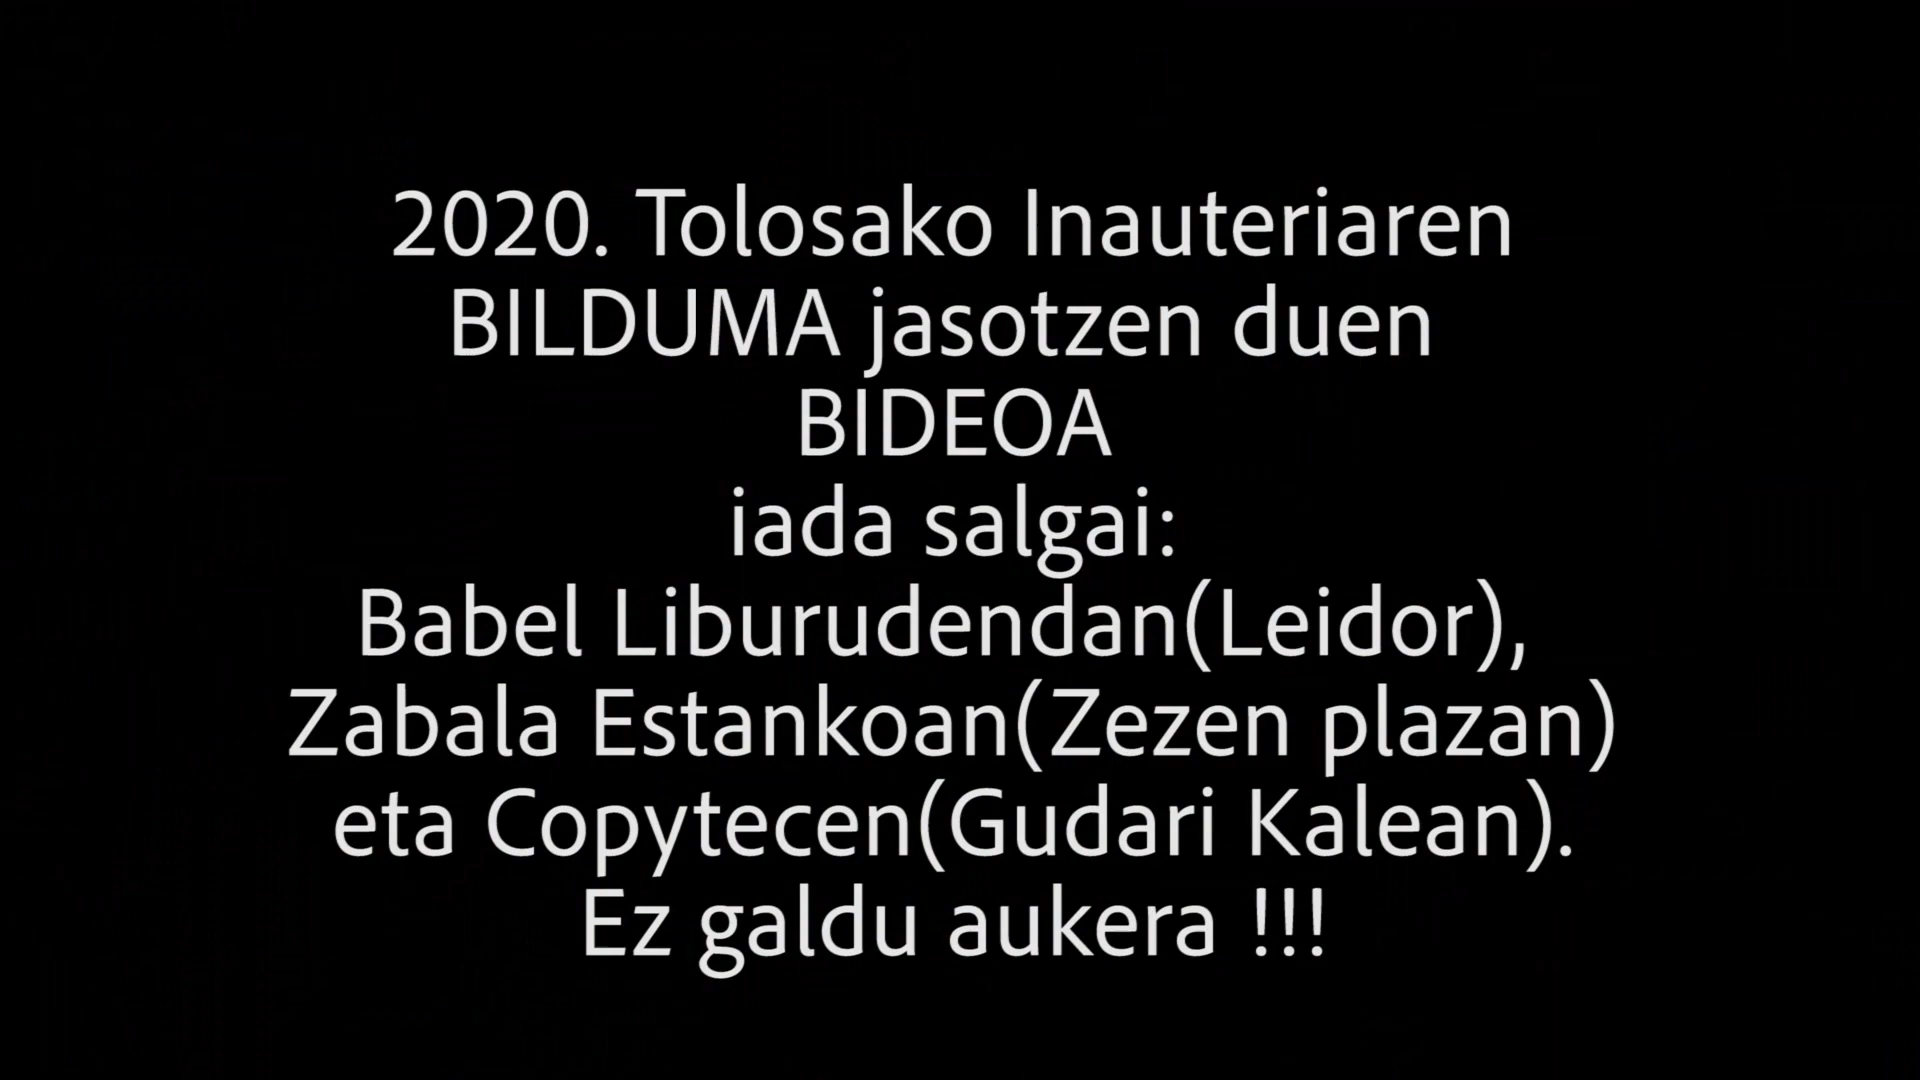 2020. Tolosako Inauteriaren
BILDUMA jasotzen duen
BIDEOA
iada salgai:
Babel Liburudendan(Leidor),
Zabala Estankoan(Zezen plazan)
eta Copytecen(Gudari Kalean).
Ez galdu aukera !!!